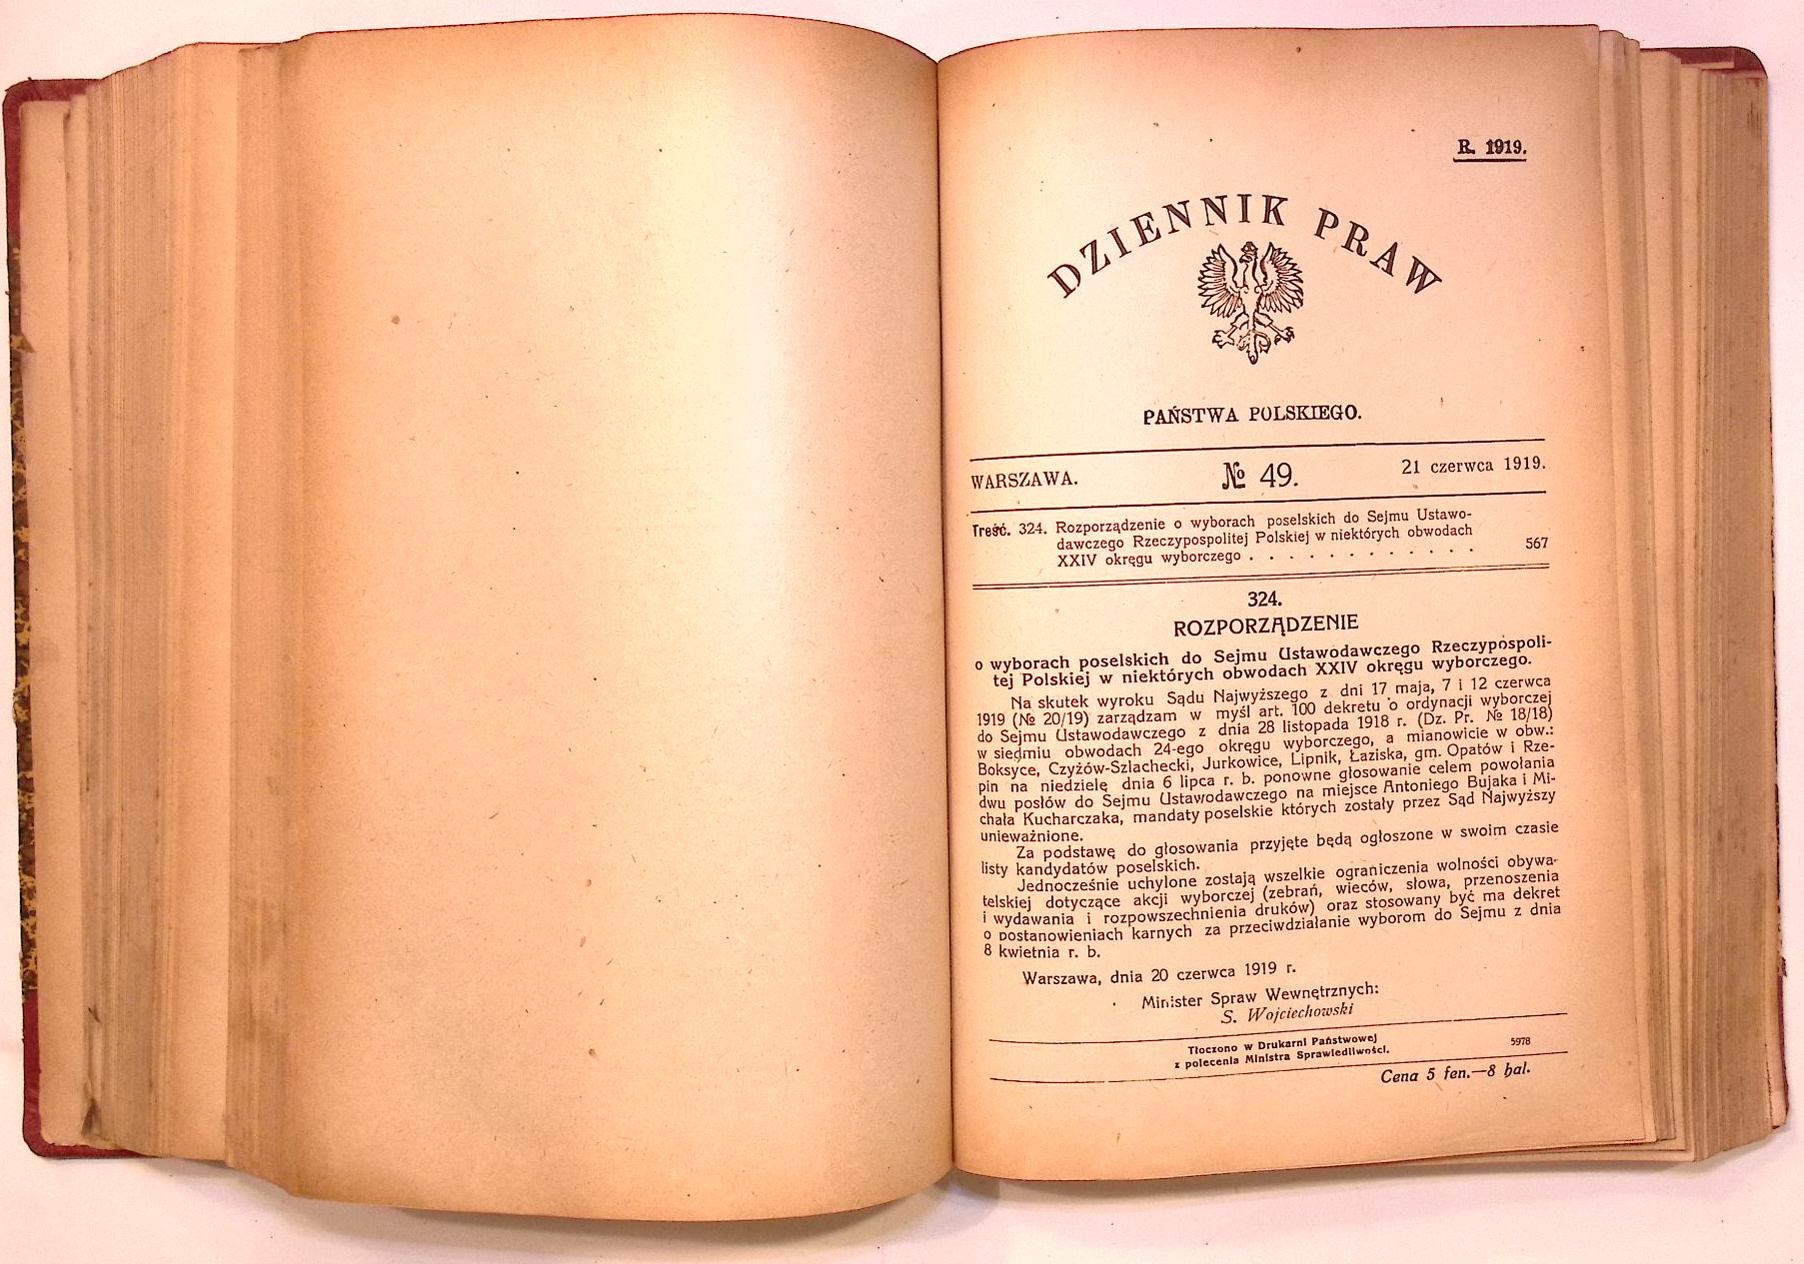 R. 1919.
DZIENNIK PRAW
PAŃSTWA POLSKIEGO.
WARSZAWA. № 49. 21 czerwca 1919.
Treść. 324. Rozporządzenie o wyborach poselskich do Sejmu Ustawo-
dawczego Rzeczypospolitej Polskiej w niektórych obwodach
XXIV okręgu wyborczego . . . . . . . . . . . . 567
324.
ROZPORZĄDZENIE
o wyborach poselskich do Sejmu Ustawodawczego Rzeczypospoli-
tej Polskiej w niektórych obwodach XXIV okręgu wyborczego.
Na skutek wyroku Sądu Najwyższego z dni 17 maja, 7 i 12 czerwca
1919 (№ 20/19) zarządzam w myśl art. 100 dekretu o ordynacji wyborczej
do Sejmu Ustawodawczego z dnia 28 listopada 1918 r. (Dz. Pr. № 18/18)
w siedmiu obwodach 24-ego okręgu wyborczego, a mianowicie w obw.:
Boksyce, Czyżów-Szlachecki, Jurkowice, Lipnik, Łaziska, gm. Opatów i Rze-
pin na niedzielę dnia 6 lipca r. b. ponowne głosowanie celem powołania
dwu posłów do Sejmu Ustawodawczego na miejsce Antoniego Bujaka i Mi-
chała Kucharczaka, mandaty poselskie których zostały przez Sąd Najwyższy
unieważnione.
Za podstawę do głosowania przyjęte będą ogłoszone w swoim czasie
listy kandydatów poselskich.
Jednocześnie uchylone zostają wszelkie ograniczenia wolności obywa-
telskiej dotyczące akcji wyborczej (zebrań, wieców, słowa, przenoszenia
i wydawania i rozpowszechnienia druków) oraz stosowany być ma dekret
o postanowieniach karnych za przeciwdziałanie wyborom do Sejmu z dnia
8 kwietnia r. b.
Warszawa, dnia 20 czerwca 1919 r.
Minister Spraw Wewnętrznych:
S. Wojciechowski
Tłoczono w Drukarni Państwowej
z polecenia Ministra Sprawiedliwości. 5978
Cena 5 fen.—8 hal.